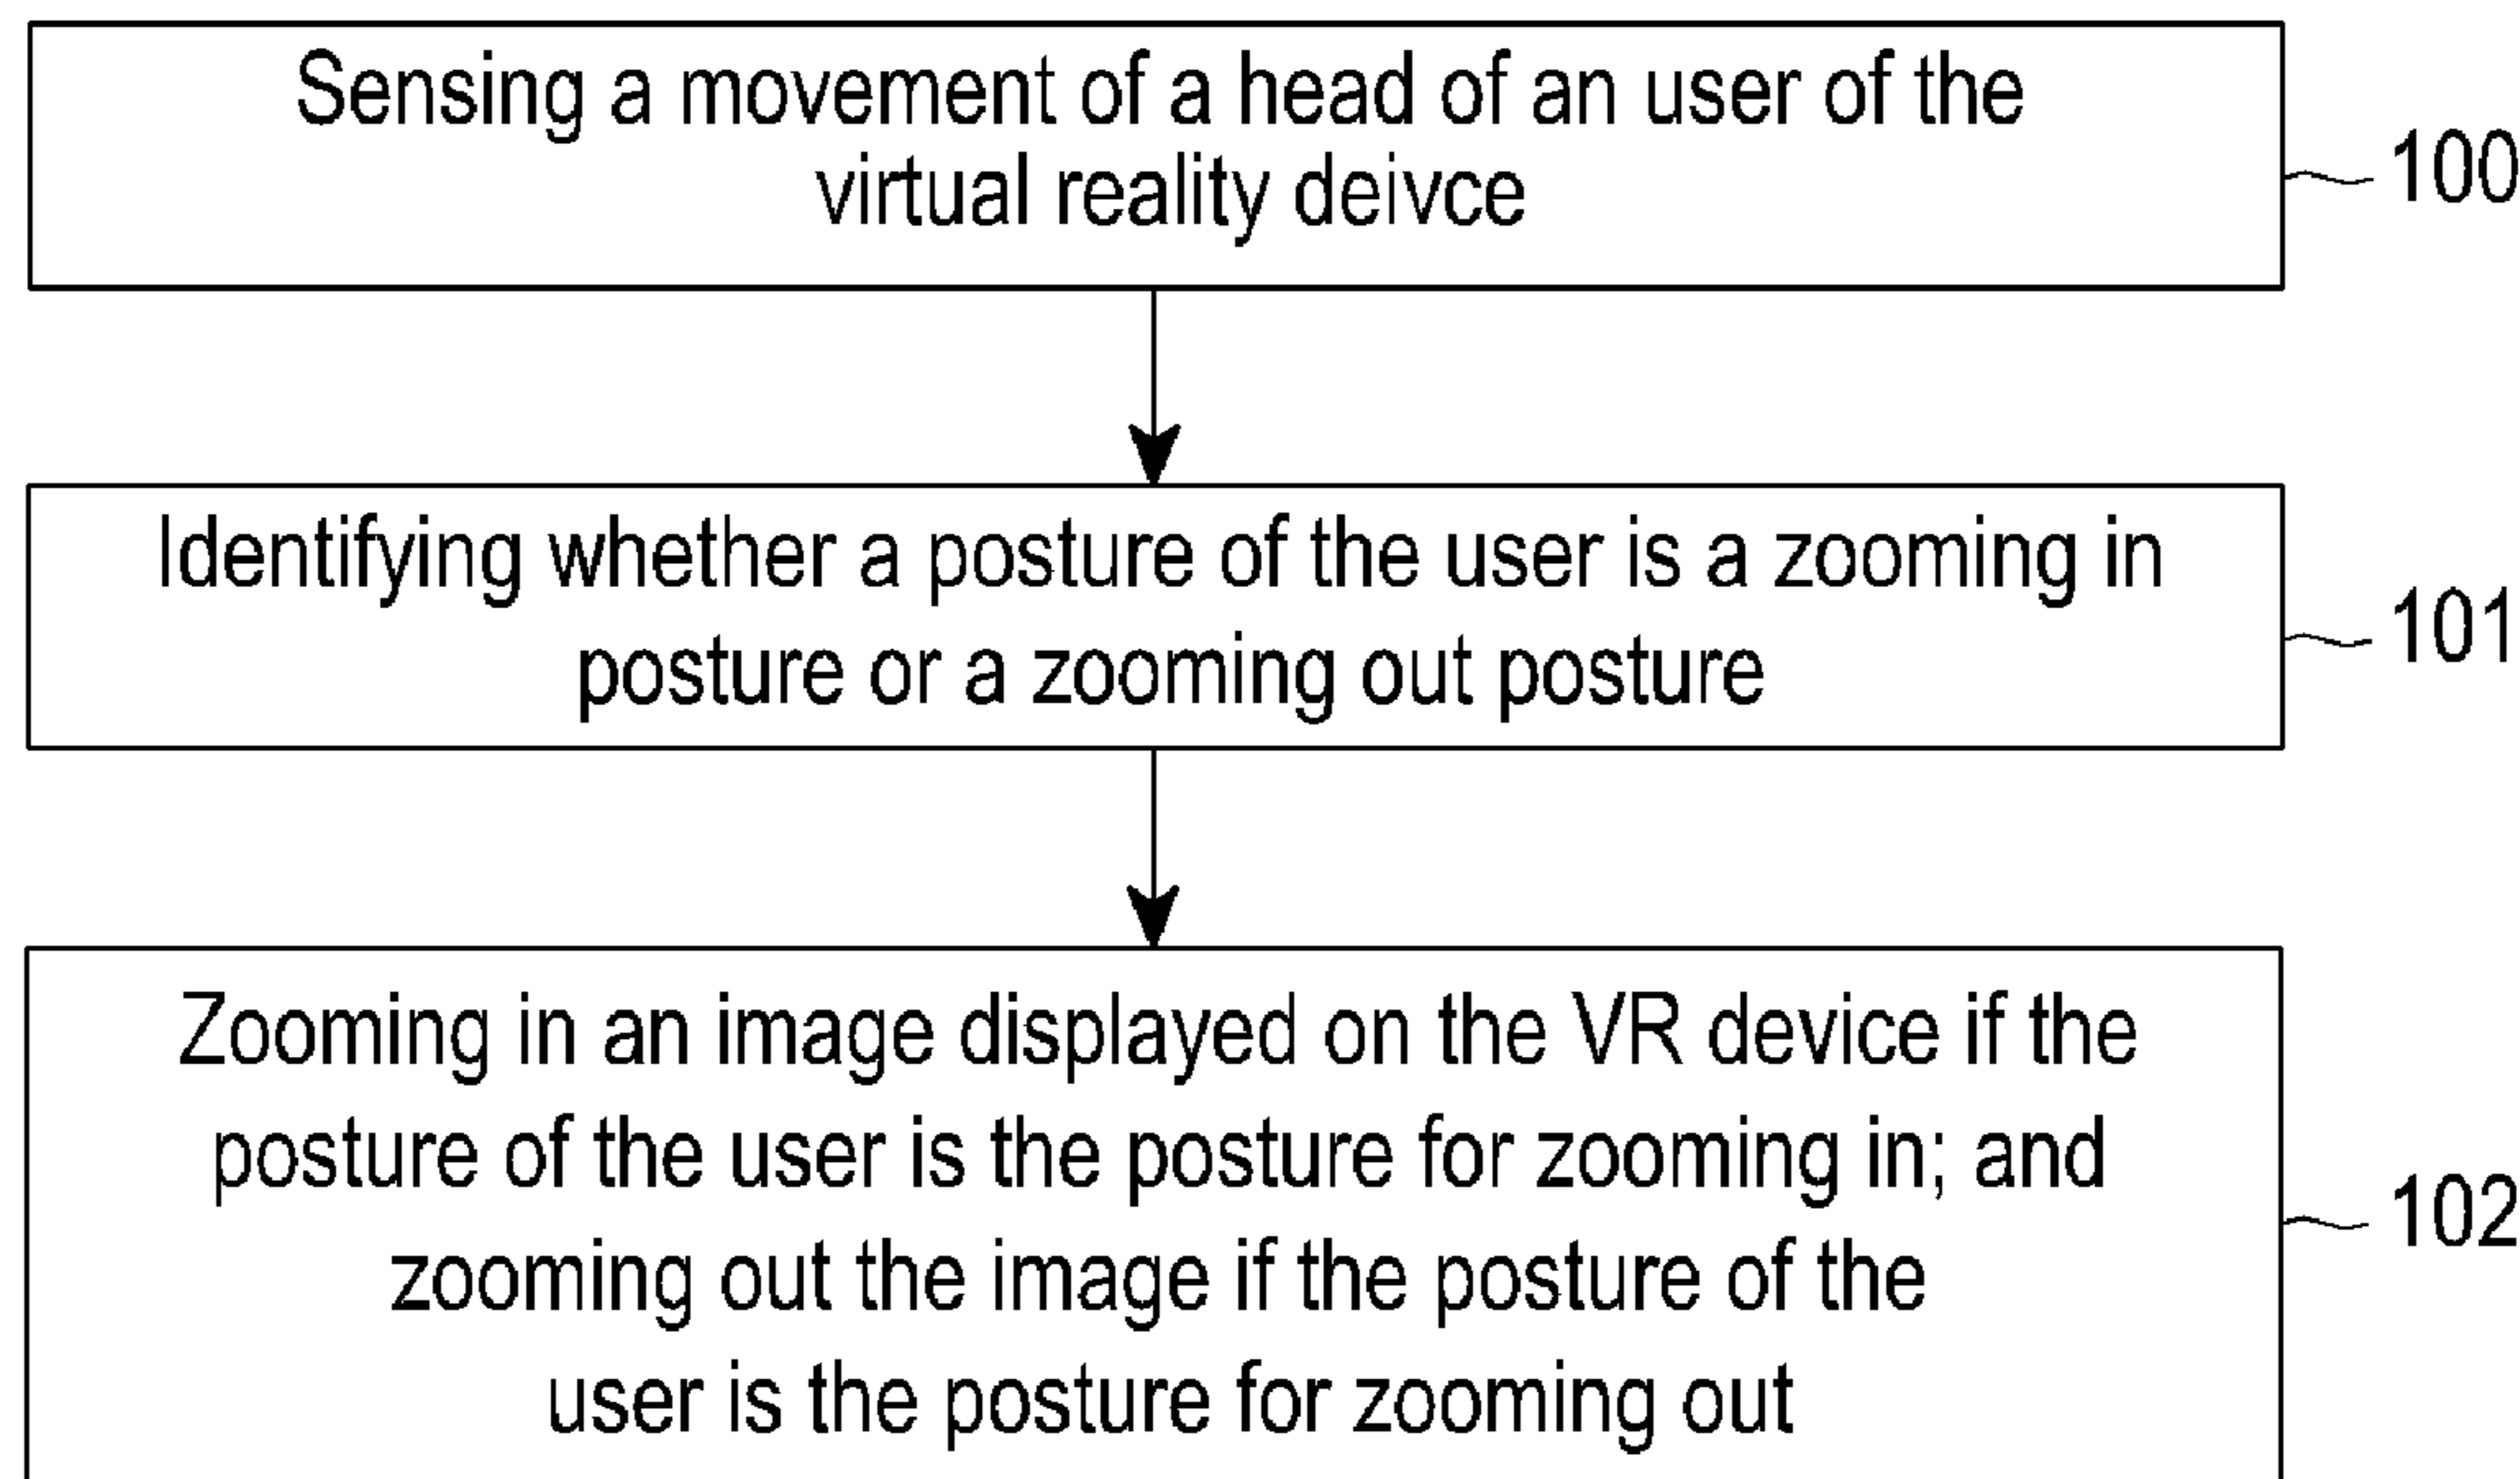 Sensing a movement of a head of an user of the
virtual reality deivce
100
Identifying whether a posture of the user is a zooming in
posture or a zooming out posture
101
Zooming in an image displayed on the VR device if the
posture of the user is the posture for zooming in; and
zooming out the image if the posture of the
user is the posture for zooming out
102